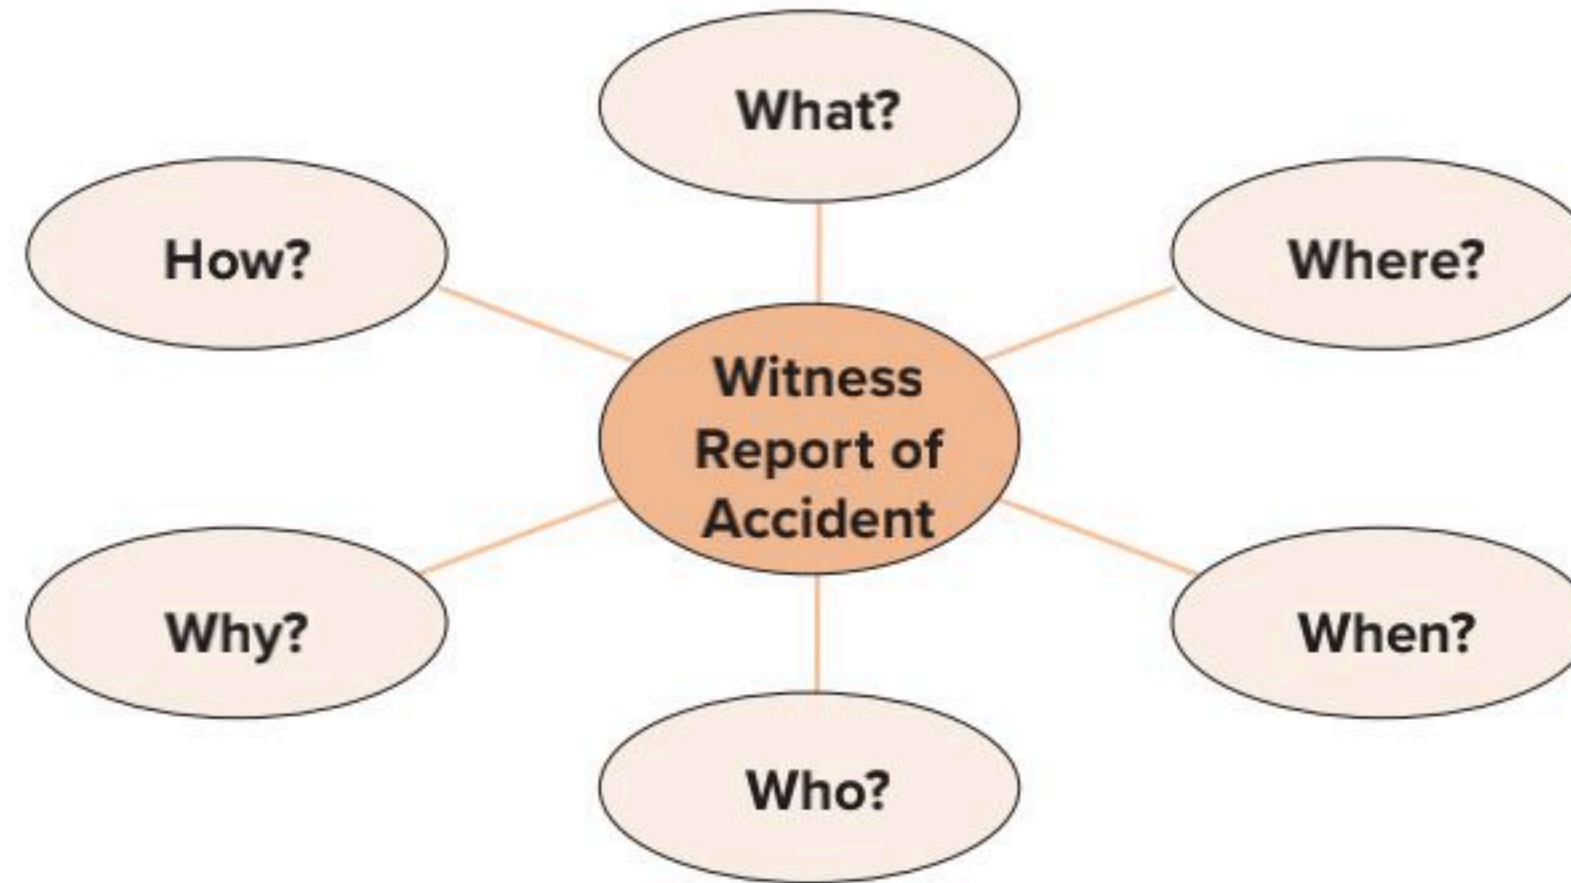 What?
How?
Where?
Witness
Report of
Accident
Why?
When?
Who?